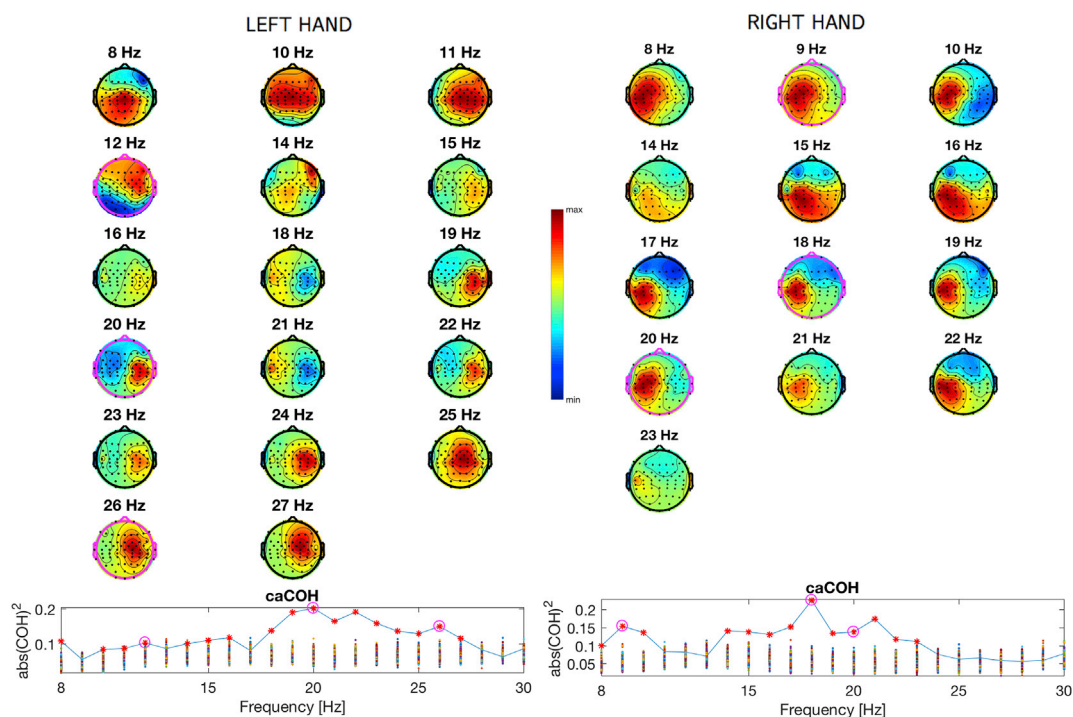 LEFT HAND
8 Hz 10 Hz 11 Hz
12 Hz 14 Hz 15 Hz
16 Hz 18 Hz 19 Hz
20 Hz 21 Hz 22 Hz
23 Hz 24 Hz 25 Hz
26 Hz 27 Hz
caCOH
abs(COH)²
0.2
0.1
8 15 20 25 30
Frequency [Hz]
max
min
RIGHT HAND
8 Hz 9 Hz 10 Hz
14 Hz 15 Hz 16 Hz
17 Hz 18 Hz 19 Hz
20 Hz 21 Hz 22 Hz
23 Hz
caCOH
abs(COH)²
0.2
0.15
0.1
0.05
8 15 20 25 30
Frequency [Hz]